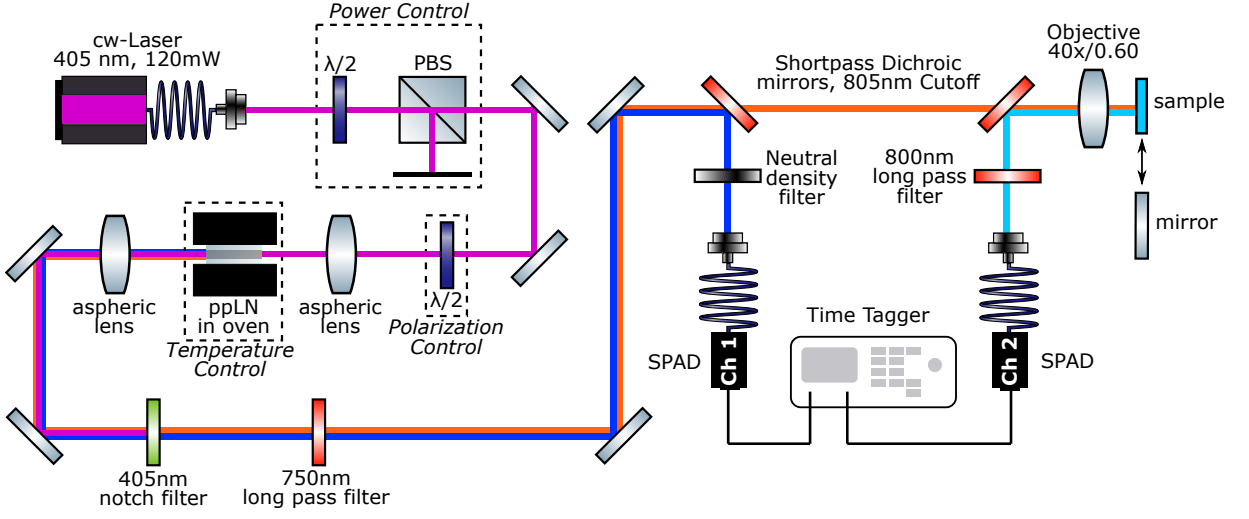 Power Control
cw-Laser
405 nm, 120mW
λ/2
PBS
Shortpass Dichroic
mirrors, 805nm Cutoff
Objective
40x/0.60
sample
Neutral
density
filter
800nm
long pass
filter
mirror
aspheric
lens
ppLN
in oven
Temperature
Control
aspheric
lens
λ/2
Polarization
Control
Time Tagger
SPAD
Ch 1
Ch 2
SPAD
405nm
notch filter
750nm
long pass filter